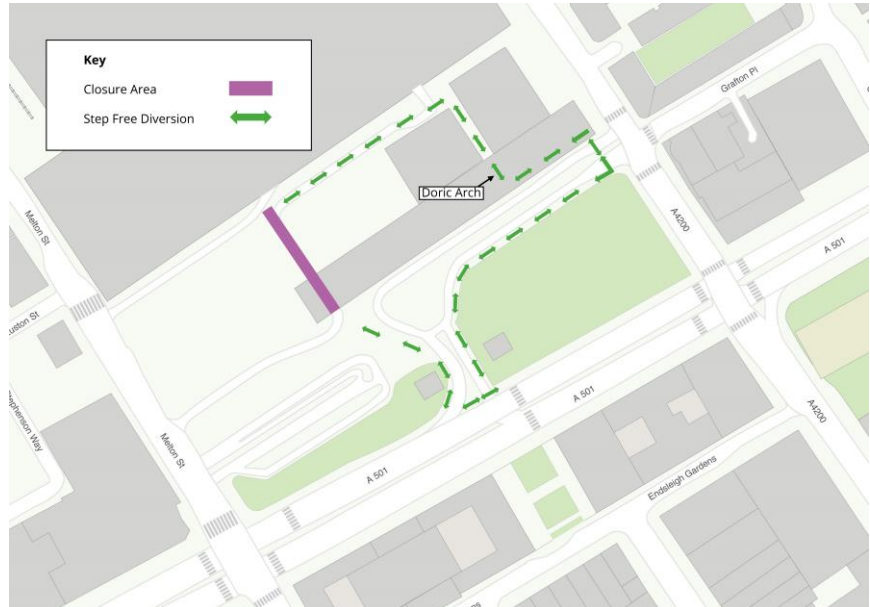 Key
Closure Area
Step Free Diversion
Grafton Pl
Doric Arch
Melton St
A4200
A 501
Euston St
Stephenson Way
Melton St
A 501
A 501
A4200
Endsleigh Gardens